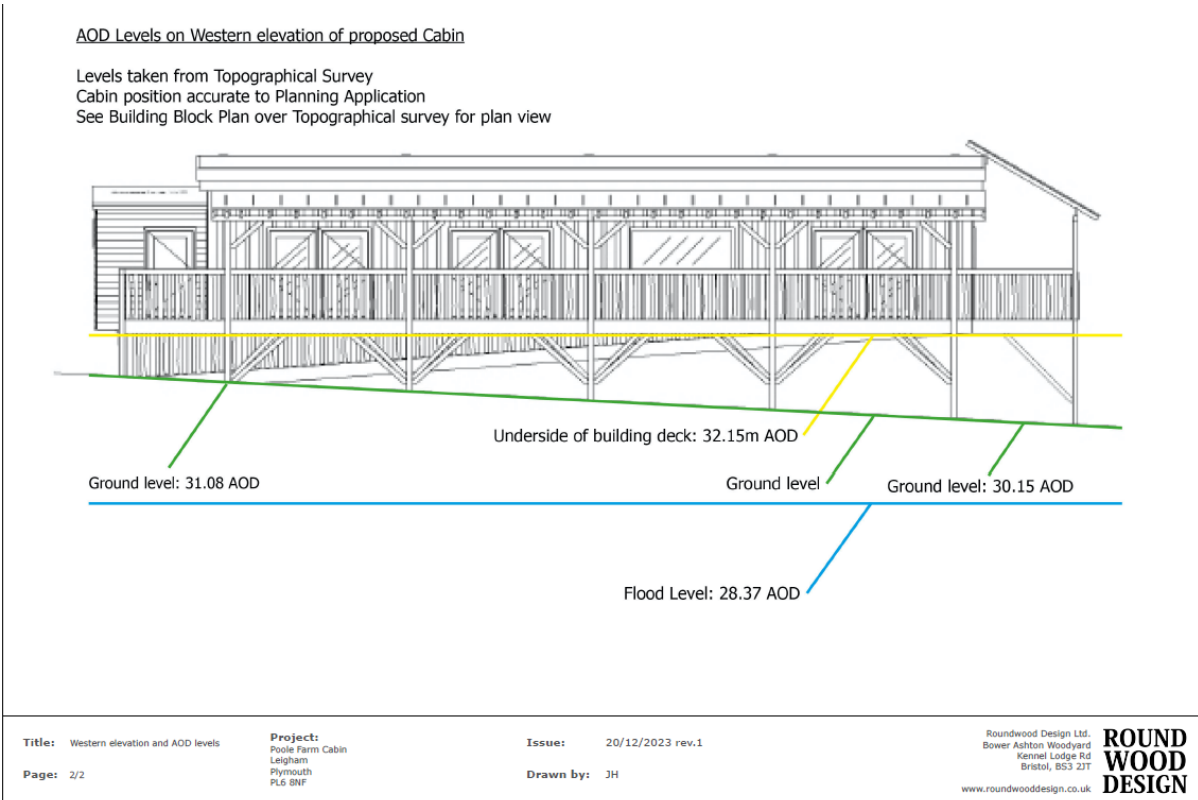 AOD Levels on Western elevation of proposed Cabin
Levels taken from Topographical Survey
Cabin position accurate to Planning Application
See Building Block Plan over Topographical survey for plan view
Underside of building deck: 32.15m AOD
Ground level: 31.08 AOD
Ground level
Ground level: 30.15 AOD
Flood Level: 28.37 AOD
Title: Western elevation and AOD levels
Page: 2/2
Project:
Poole Farm Cabin
Leigham
Plymouth
PL6 8NF
Issue: 20/12/2023 rev.1
Drawn by: JH
Roundwood Design Ltd.
Bower Ashton Woodyard
Kennel Lodge Rd
Bristol, BS3 2JT
www.roundwooddesign.co.uk
ROUND
WOOD
DESIGN